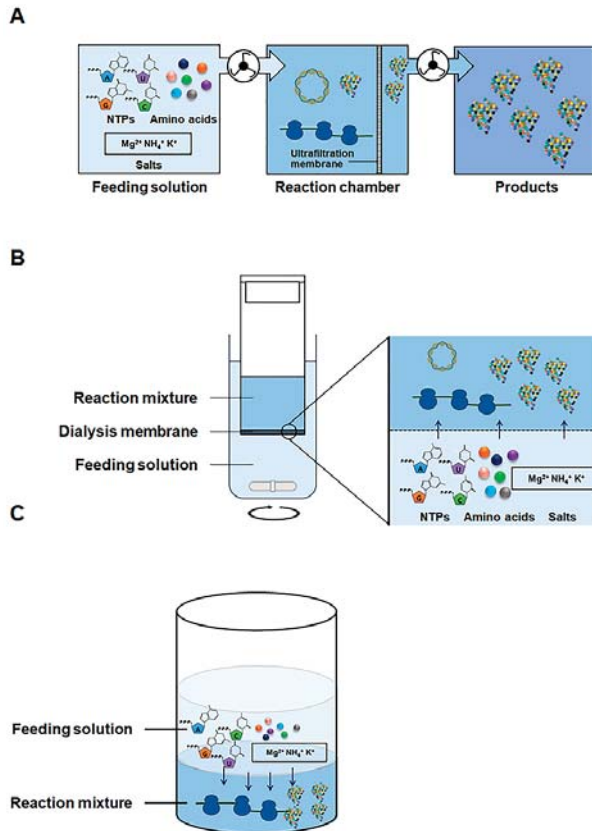 A
A U
G C
NTPs Amino acids
Mg²⁺ NH₄⁺ K⁺
Salts
Ultrafiltration
membrane
Feeding solution Reaction chamber Products
B
Reaction mixture
Dialysis membrane
Feeding solution
A U
G C
Mg²⁺ NH₄⁺ K⁺
NTPs Amino acids Salts
C
Feeding solution
A C
G U
Mg²⁺ NH₄⁺ K⁺
Reaction mixture